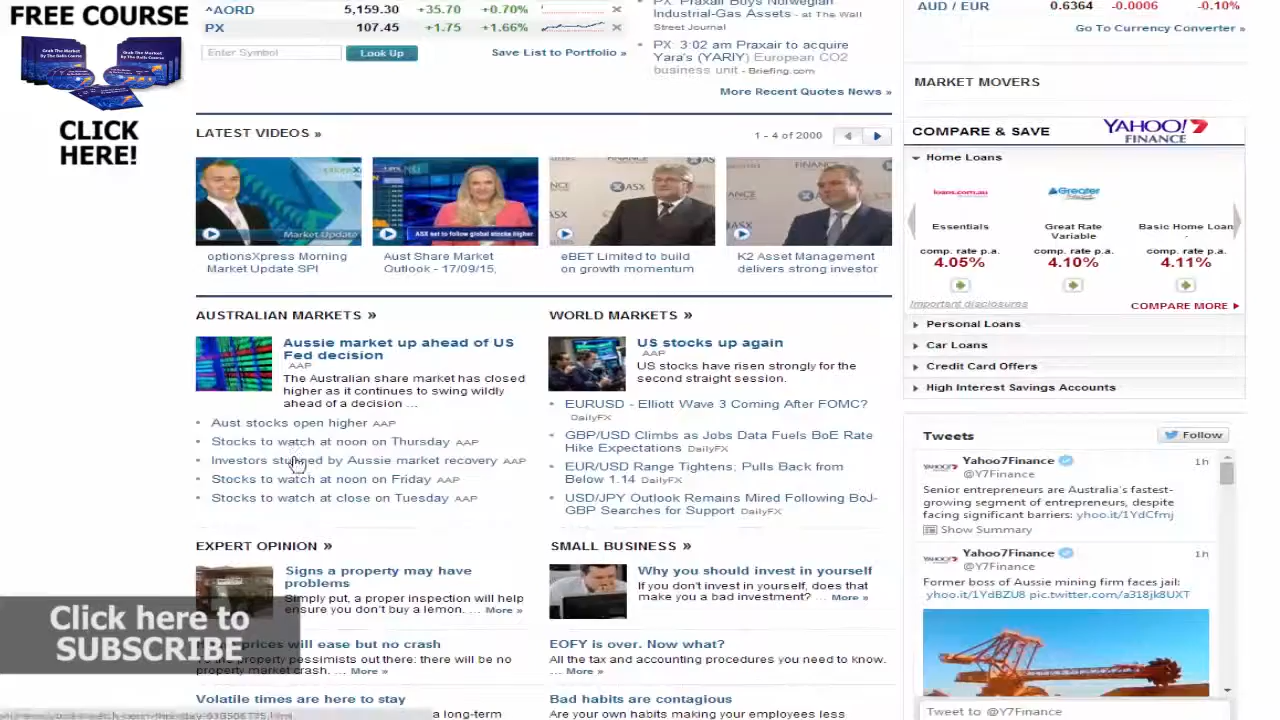 FREE COURSE
CLICK
HERE!
^AORD 5,159.30 +35.70 +0.70%
PX 107.45 +1.75 +1.66%
Enter Symbol Look Up Save List to Portfolio »
PX Praxair Buys Norwegian
Industrial-Gas Assets - at The Wall
Street Journal
PX 3:02 am Praxair to acquire
Yara's (YARIY) European CO2
business unit - Briefing.com
More Recent Quotes News »
AUD / EUR 0.6364 -0.0006 -0.10%
Go To Currency Converter »
MARKET MOVERS
LATEST VIDEOS »
1 - 4 of 2000
Market Update
ASX set to follow global stocks higher
ASX
optionsXpress Morning
Market Update SPI
Aust Share Market
Outlook - 17/09/15,
eBET Limited to build
on growth momentum
K2 Asset Management
delivers strong investor
COMPARE & SAVE
YAHOO!7
FINANCE
Home Loans
loans.com.au
Greater
Essentials
Great Rate
Variable
Basic Home Loan
comp. rate p.a. comp. rate p.a. comp. rate p.a.
4.05% 4.10% 4.11%
Important disclosures
COMPARE MORE
Personal Loans
Car Loans
Credit Card Offers
High Interest Savings Accounts
AUSTRALIAN MARKETS »
Aussie market up ahead of US
Fed decision
AAP
The Australian share market has closed
higher as it continues to swing wildly
ahead of a decision ...
Aust stocks open higher AAP
Stocks to watch at noon on Thursday AAP
Investors stunned by Aussie market recovery AAP
Stocks to watch at noon on Friday AAP
Stocks to watch at close on Tuesday AAP
WORLD MARKETS »
US stocks up again
AAP
US stocks have risen strongly for the
second straight session.
EURUSD - Elliott Wave 3 Coming After FOMC?
DailyFX
GBP/USD Climbs as Jobs Data Fuels BoE Rate
Hike Expectations DailyFX
EUR/USD Range Tightens; Pulls Back from
Below 1.14 DailyFX
USD/JPY Outlook Remains Mired Following BoJ-
GBP Searches for Support DailyFX
Tweets
Follow
Yahoo7Finance 1h
@Y7Finance
Senior entrepreneurs are Australia's fastest-
growing segment of entrepreneurs, despite
facing significant barriers: yhoo.it/1YdCfmj
Show Summary
Yahoo7Finance 1h
@Y7Finance
Former boss of Aussie mining firm faces jail:
yhoo.it/1YdBZU8 pic.twitter.com/a318jk8UXT
Tweet to @Y7Finance
EXPERT OPINION »
Signs a property may have
problems
Simply put, a proper inspection will help
ensure you don't buy a lemon. ... More »
prices will ease but no crash
property pessimists out there: there will be no
property market crash. ... More »
Volatile times are here to stay
a long-term
SMALL BUSINESS »
Why you should invest in yourself
If you don't invest in yourself, does that
make you a bad investment? ... More »
EOFY is over. Now what?
All the tax and accounting procedures you need to know.
... More »
Bad habits are contagious
Are your own habits making your employees less
Click here to
SUBSCRIBE